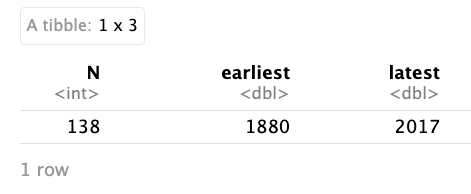 A tibble: 1 x 3
N earliest latest
<int> <dbl> <dbl>
138 1880 2017
1 row